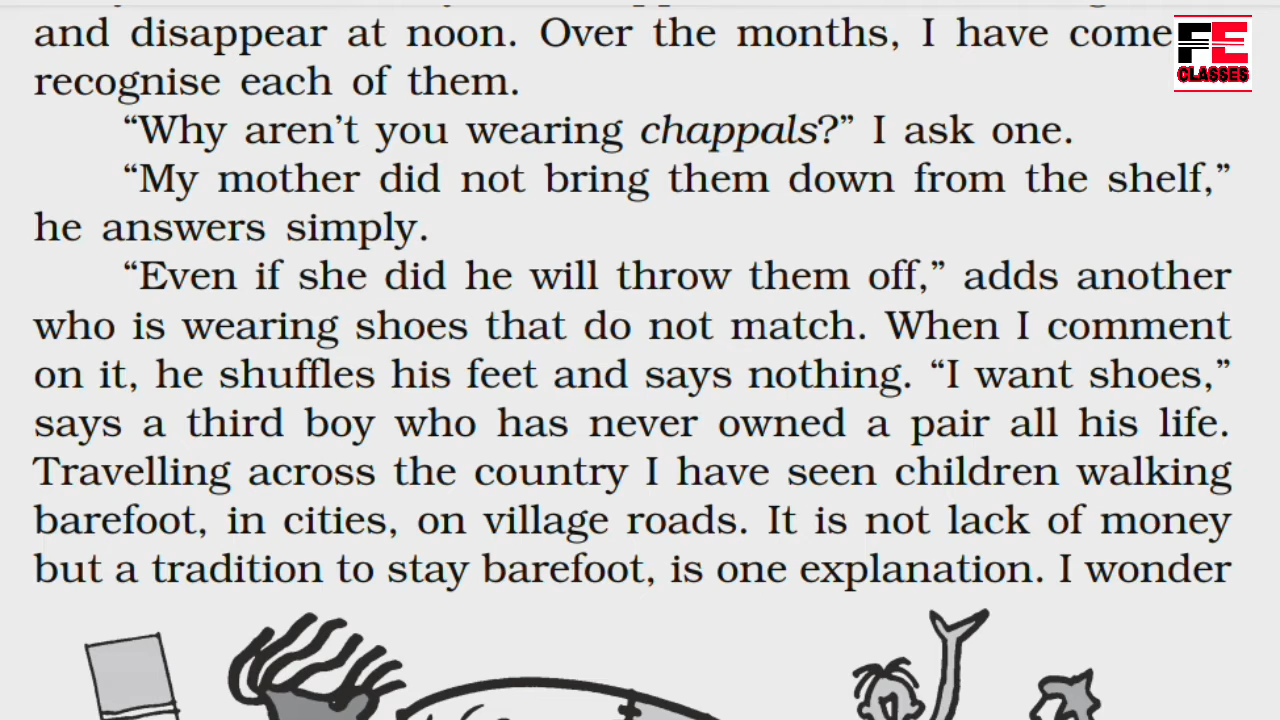 and disappear at noon. Over the months, I have come
recognise each of them.
“Why aren’t you wearing chappals?” I ask one.
“My mother did not bring them down from the shelf,”
he answers simply.
“Even if she did he will throw them off,” adds another
who is wearing shoes that do not match. When I comment
on it, he shuffles his feet and says nothing. “I want shoes,”
says a third boy who has never owned a pair all his life.
Travelling across the country I have seen children walking
barefoot, in cities, on village roads. It is not lack of money
but a tradition to stay barefoot, is one explanation. I wonder
FE
CLASSES